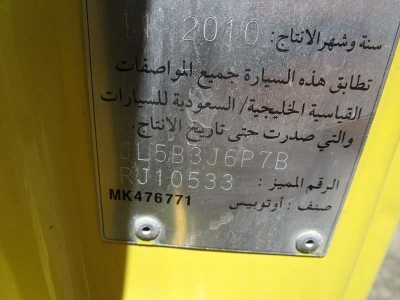 سنة وشهر الانتاج: 11 2010
تطابق هذه السيارة جميع المواصفات
القياسية الخليجية/ السعودية للسيارات
والتي صدرت حتى تاريخ الانتاج.
JL5B3J6P7B
الرقم المميز : RJ10533
صنف : أوتوبيس
MK476771